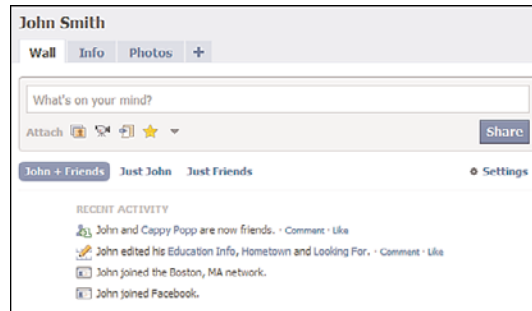 John Smith
Wall Info Photos +
What's on your mind?
Attach Share
John + Friends Just John Just Friends Settings
RECENT ACTIVITY
John and Cappy Popp are now friends. · Comment · Like
John edited his Education Info, Hometown and Looking For. · Comment · Like
John joined the Boston, MA network.
John joined Facebook.